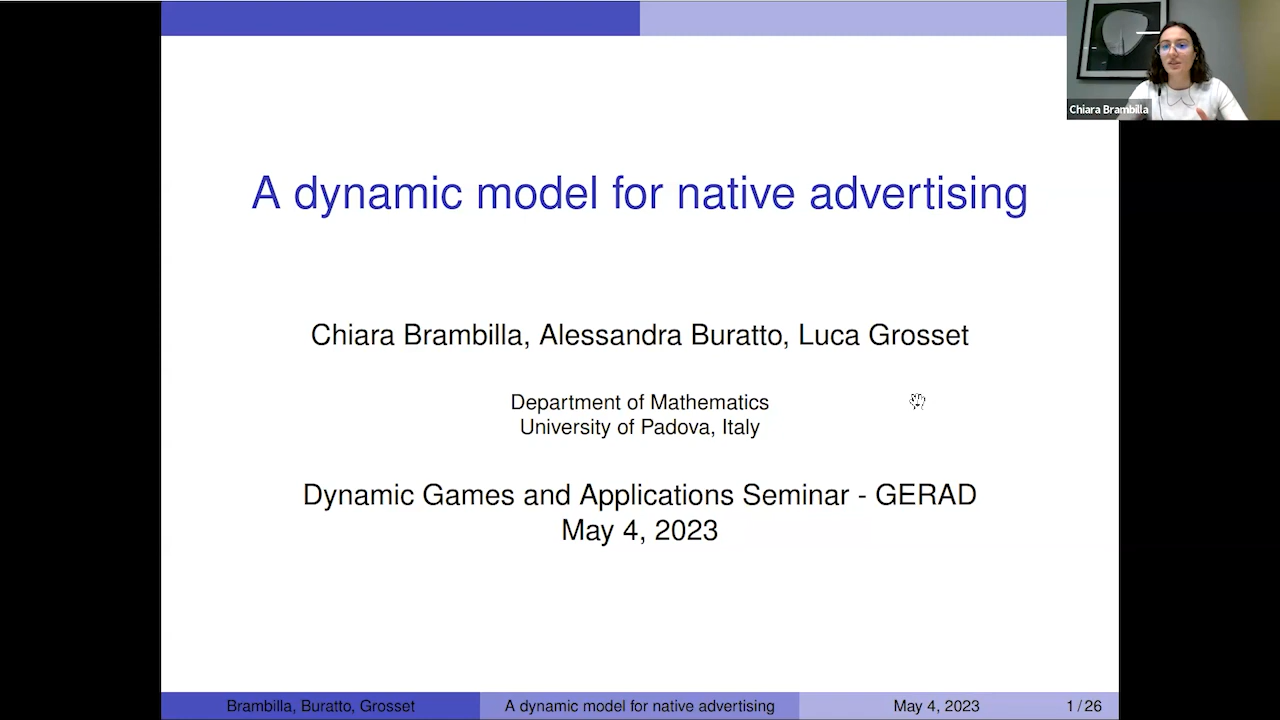 Chiara Brambilla
A dynamic model for native advertising
Chiara Brambilla, Alessandra Buratto, Luca Grosset
Department of Mathematics
University of Padova, Italy
Dynamic Games and Applications Seminar - GERAD
May 4, 2023
Brambilla, Buratto, Grosset A dynamic model for native advertising May 4, 2023 1 / 26